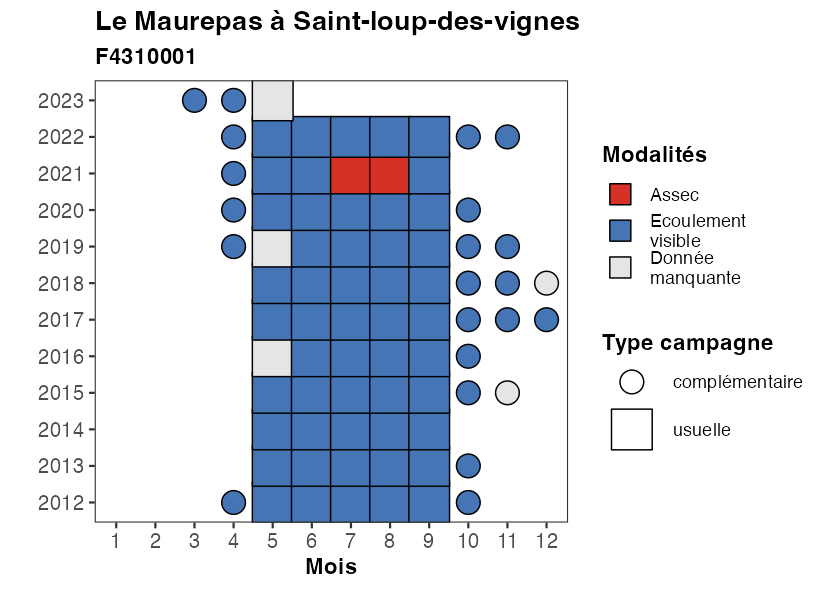 Le Maurepas à Saint-loup-des-vignes
F4310001
2023
2022
2021
2020
2019
2018
2017
2016
2015
2014
2013
2012
1 2 3 4 5 6 7 8 9 10 11 12
Mois
Modalités
Assec
Ecoulement
visible
Donnée
manquante
Type campagne
complémentaire
usuelle